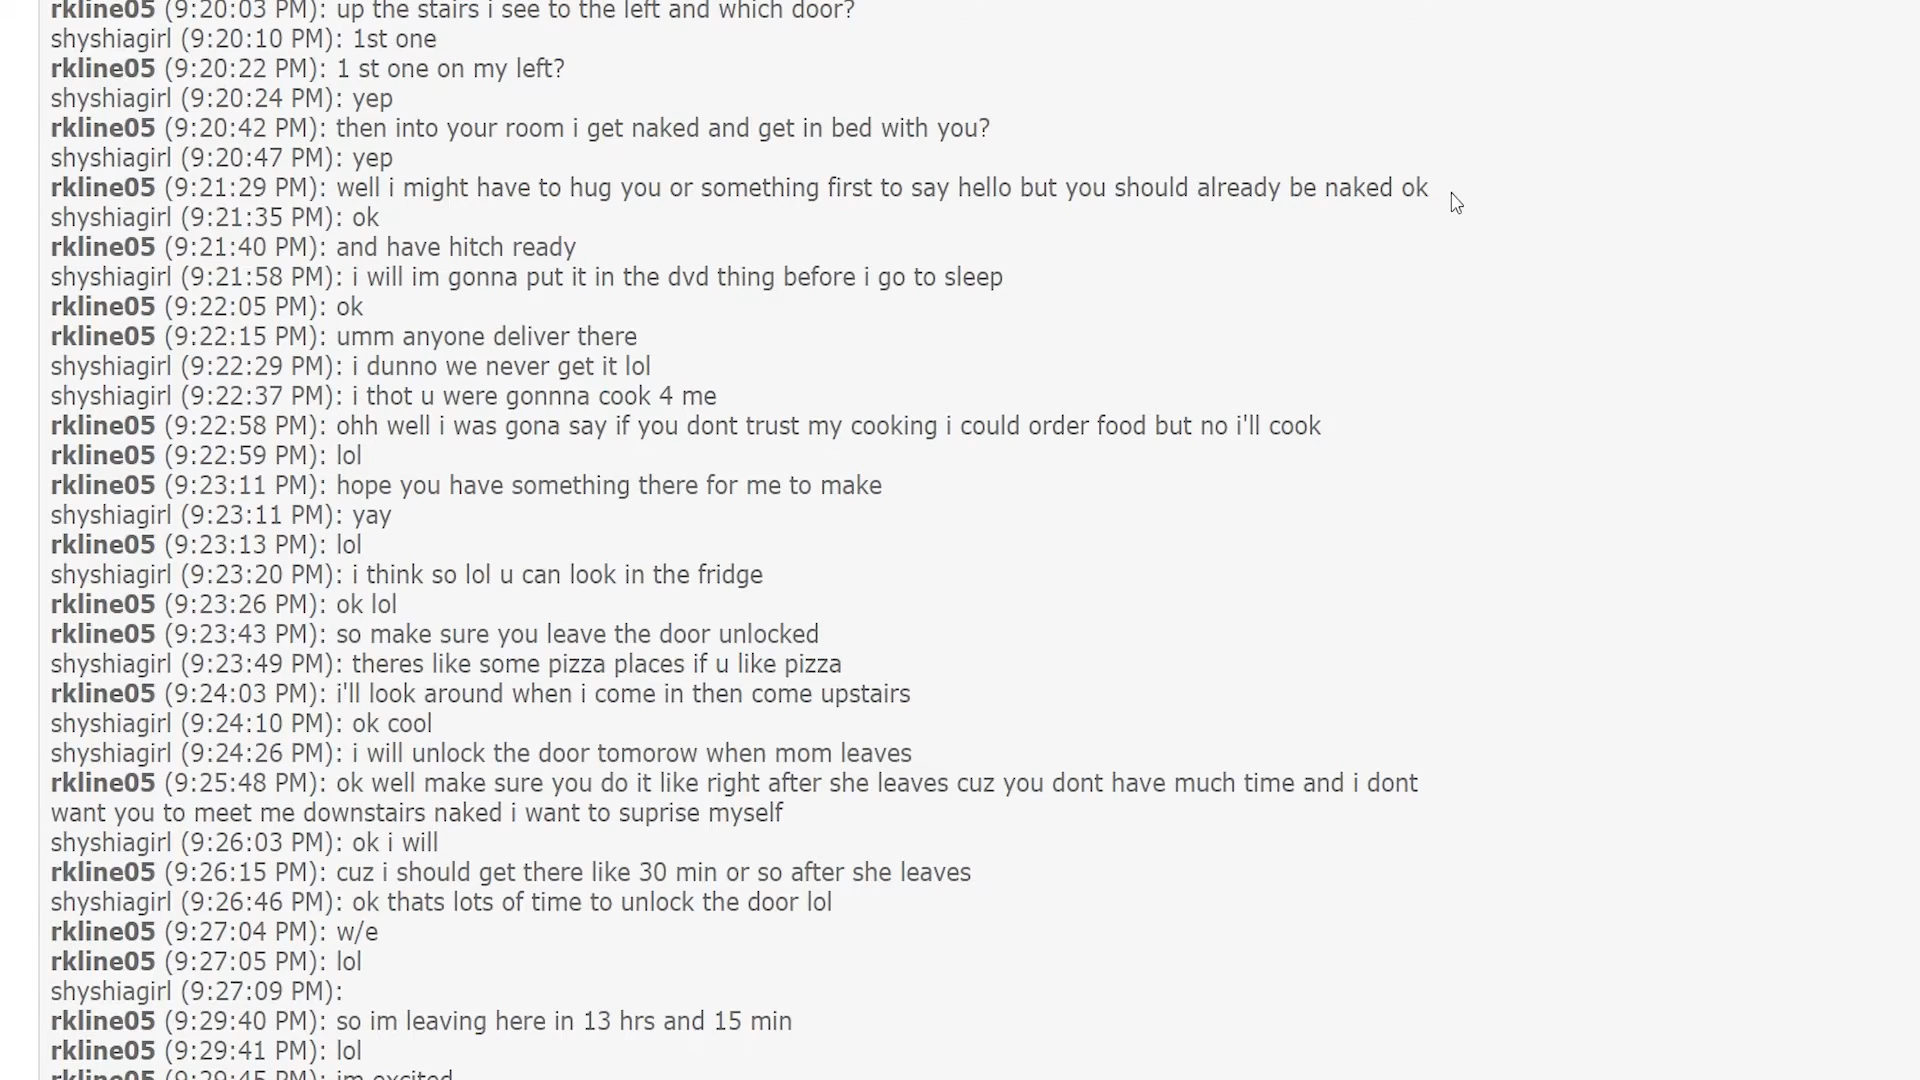 rkline05 (9:20:03 PM): up the stairs i see to the left and which door?
shyshiagirl (9:20:10 PM): 1st one
rkline05 (9:20:22 PM): 1 st one on my left?
shyshiagirl (9:20:24 PM): yep
rkline05 (9:20:42 PM): then into your room i get naked and get in bed with you?
shyshiagirl (9:20:47 PM): yep
rkline05 (9:21:29 PM): well i might have to hug you or something first to say hello but you should already be naked ok
shyshiagirl (9:21:35 PM): ok
rkline05 (9:21:40 PM): and have hitch ready
shyshiagirl (9:21:58 PM): i will im gonna put it in the dvd thing before i go to sleep
rkline05 (9:22:05 PM): ok
rkline05 (9:22:15 PM): umm anyone deliver there
shyshiagirl (9:22:29 PM): i dunno we never get it lol
shyshiagirl (9:22:37 PM): i thot u were gonnna cook 4 me
rkline05 (9:22:58 PM): ohh well i was gona say if you dont trust my cooking i could order food but no i'll cook
rkline05 (9:22:59 PM): lol
rkline05 (9:23:11 PM): hope you have something there for me to make
shyshiagirl (9:23:11 PM): yay
rkline05 (9:23:13 PM): lol
shyshiagirl (9:23:20 PM): i think so lol u can look in the fridge
rkline05 (9:23:26 PM): ok lol
rkline05 (9:23:43 PM): so make sure you leave the door unlocked
shyshiagirl (9:23:49 PM): theres like some pizza places if u like pizza
rkline05 (9:24:03 PM): i'll look around when i come in then come upstairs
shyshiagirl (9:24:10 PM): ok cool
shyshiagirl (9:24:26 PM): i will unlock the door tomorow when mom leaves
rkline05 (9:25:48 PM): ok well make sure you do it like right after she leaves cuz you dont have much time and i dont
want you to meet me downstairs naked i want to suprise myself
shyshiagirl (9:26:03 PM): ok i will
rkline05 (9:26:15 PM): cuz i should get there like 30 min or so after she leaves
shyshiagirl (9:26:46 PM): ok thats lots of time to unlock the door lol
rkline05 (9:27:04 PM): w/e
rkline05 (9:27:05 PM): lol
shyshiagirl (9:27:09 PM):
rkline05 (9:29:40 PM): so im leaving here in 13 hrs and 15 min
rkline05 (9:29:41 PM): lol
rkline05 (9:29:45 PM): im excited